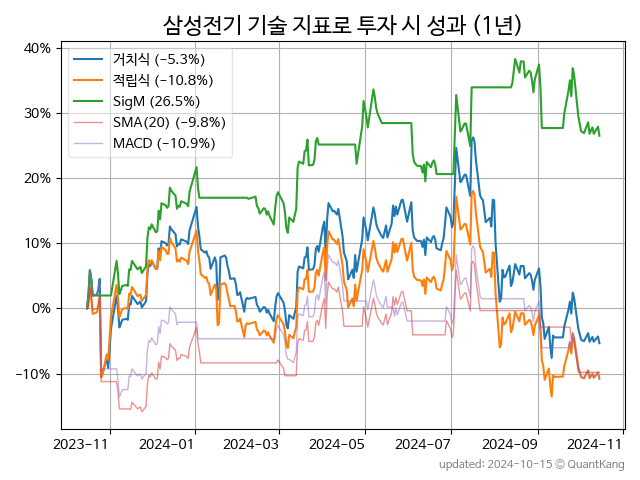 삼성전기 기술 지표로 투자 시 성과 (1년)
40%
30%
20%
10%
0%
−10%
거치식 (−5.3%)
적립식 (−10.8%)
SigM (26.5%)
SMA(20) (−9.8%)
MACD (−10.9%)
2023-11
2024-01
2024-03
2024-05
2024-07
2024-09
2024-11
updated: 2024-10-15 © QuantKang